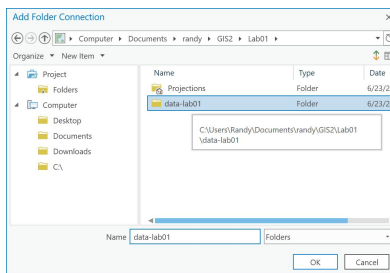 Add Folder Connection
Computer ▸ Documents ▸ randy ▸ GIS2 ▸ Lab01 ▸
Organize ▾ New Item ▾
Project
Folders
Computer
Desktop
Documents
Downloads
C:\
Name Type Date
Projections Folder 6/23/2
data-lab01 Folder 6/23/2
C:\Users\Randy\Documents\randy\GIS2\Lab01
\data-lab01
Name data-lab01 Folders
OK Cancel